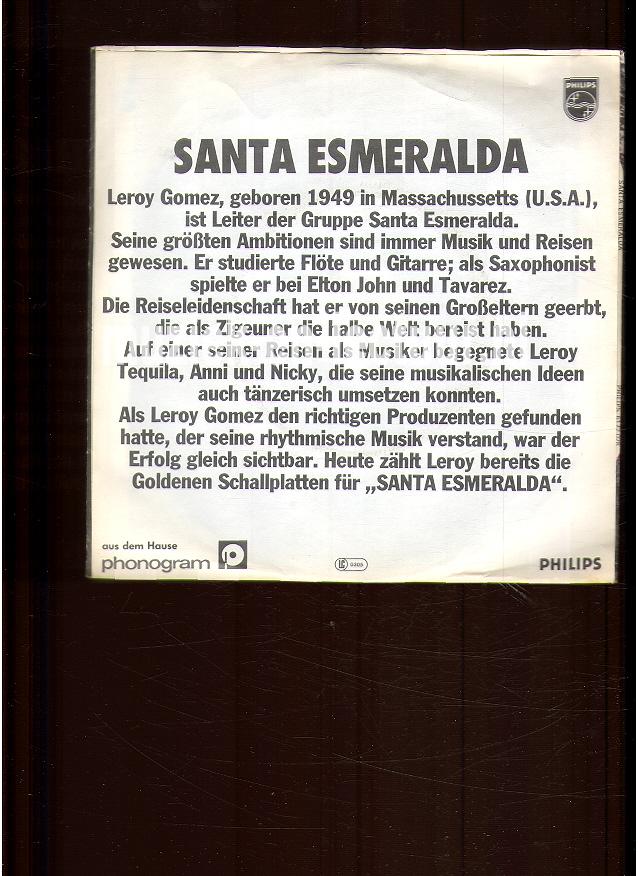 PHILIPS
SANTA ESMERALDA
Leroy Gomez, geboren 1949 in Massachussetts (U.S.A.),
ist Leiter der Gruppe Santa Esmeralda.
Seine größten Ambitionen sind immer Musik und Reisen
gewesen. Er studierte Flöte und Gitarre; als Saxophonist
spielte er bei Elton John und Tavarez.
Die Reiseleidenschaft hat er von seinen Großeltern geerbt,
die als Zigeuner die halbe Welt bereist haben.
Auf einer seiner Reisen als Musiker begegnete Leroy
Tequila, Anni und Nicky, die seine musikalischen Ideen
auch tänzerisch umsetzen konnten.
Als Leroy Gomez den richtigen Produzenten gefunden
hatte, der seine rhythmische Musik verstand, war der
Erfolg gleich sichtbar. Heute zählt Leroy bereits die
Goldenen Schallplatten für „SANTA ESMERALDA“.
aus dem Hause
phonogram
LC 0305
PHILIPS
SANTA ESMERALDA